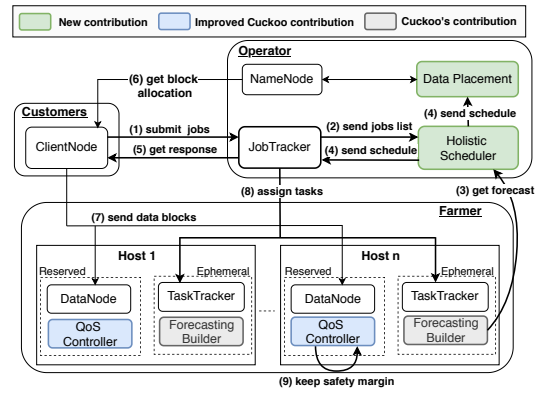 New contribution
Improved Cuckoo contribution
Cuckoo's contribution
Operator
(6) get block
allocation
NameNode
Data Placement
Customers
(4) send schedule
ClientNode
(1) submit jobs
(5) get response
JobTracker
(2) send jobs list
(4) send schedule
Holistic
Scheduler
(8) assign tasks
(3) get forecast
Farmer
(7) send data blocks
Host 1
Host n
Reserved
Ephemeral
DataNode
TaskTracker
QoS
Controller
Forecasting
Builder
....
Reserved
Ephemeral
DataNode
TaskTracker
QoS
Controller
Forecasting
Builder
(9) keep safety margin